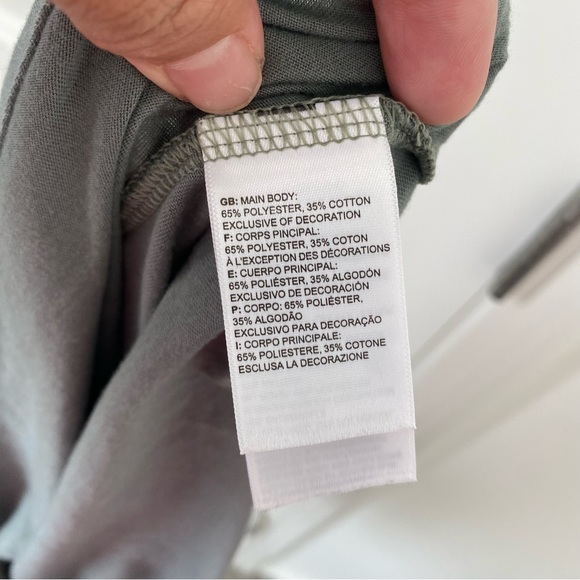 GB: MAIN BODY:
65% POLYESTER, 35% COTTON
EXCLUSIVE OF DECORATION
F: CORPS PINCIPAL:
65% POLYESTER, 35% COTON
À L'EXCEPTION DES DÉCORATIONS
E: CUERPO PRINCIPAL:
65% POLIÉSTER, 35% ALGODÓN
EXCLUSIVO DE DECORACIÓN
P: CORPO: 65% POLIÉSTER,
35% ALGODÃO
EXCLUSIVO PARA DECORAÇÃO
I: CORPO PRINCIPALE:
65% POLIESTERE, 35% COTONE
ESCLUSA LA DECORAZIONE